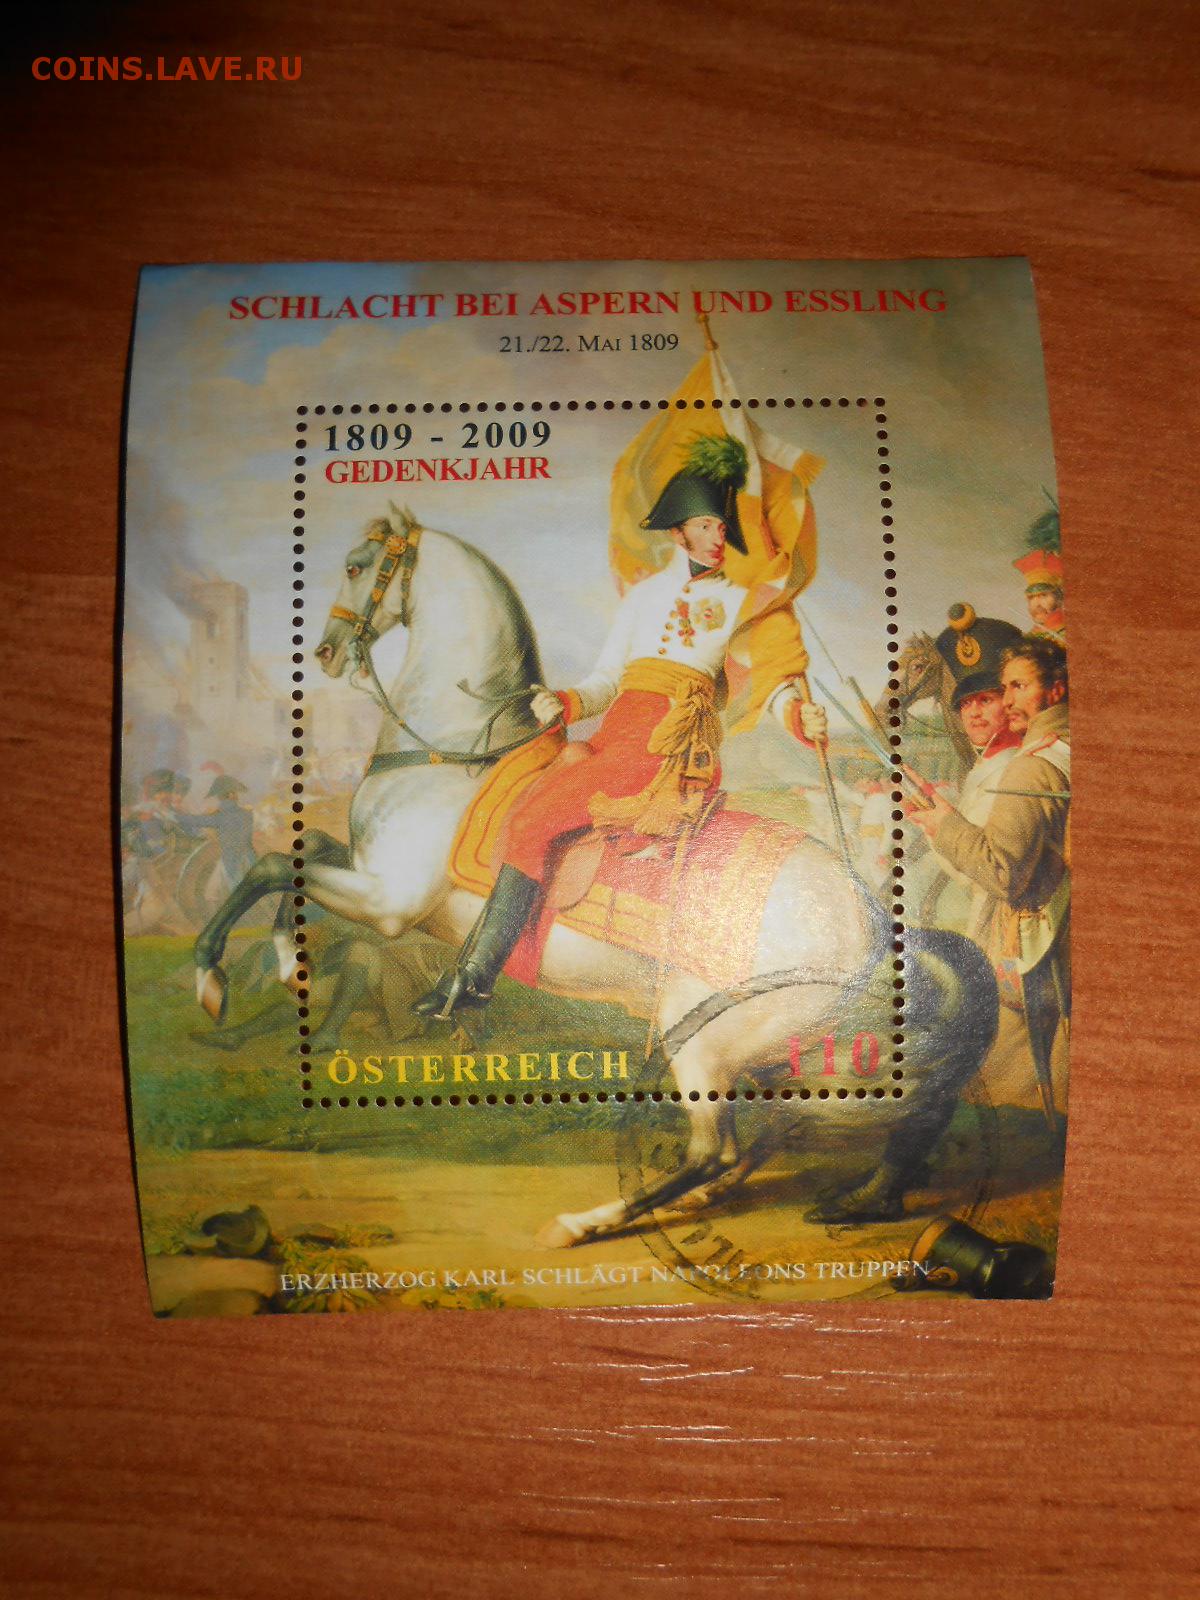 COINS.LAVE.RU
SCHLACHT BEI ASPERN UND ESSLING
21./22. MAI 1809
1809 - 2009
GEDENKJAHR
ÖSTERREICH
110
ERZHERZOG KARL SCHLÄGT NAPOLEONS TRUPPEN